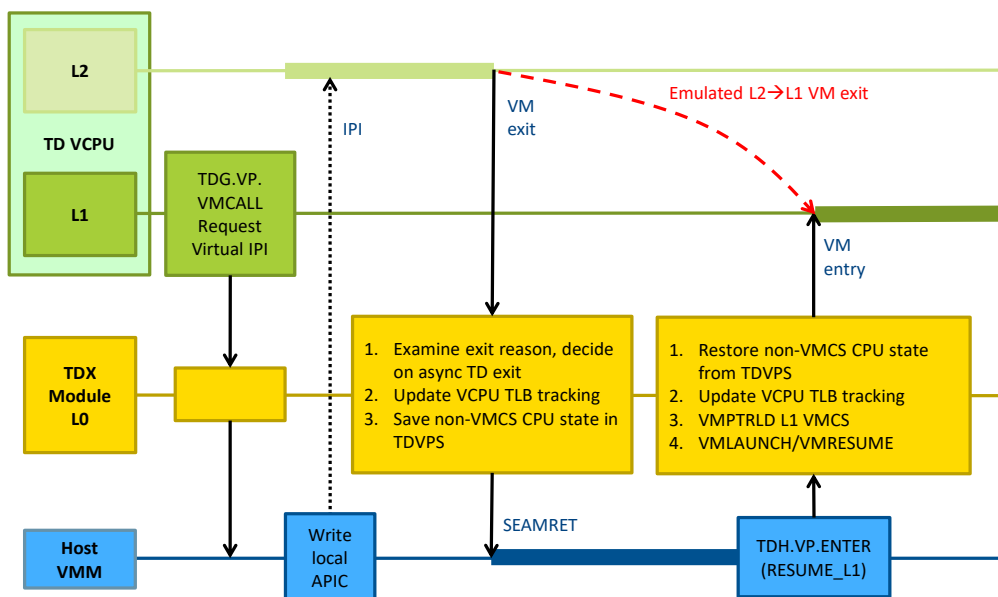 L2
TD VCPU
L1
TDG.VP.
VMCALL
Request
Virtual IPI
IPI
VM
exit
Emulated L2→L1 VM exit
VM
entry
TDX
Module
L0
1. Examine exit reason, decide
on async TD exit
2. Update VCPU TLB tracking
3. Save non-VMCS CPU state in
TDVPS
1. Restore non-VMCS CPU state
from TDVPS
2. Update VCPU TLB tracking
3. VMPTRLD L1 VMCS
4. VMLAUNCH/VMRESUME
SEAMRET
Host
VMM
Write
local
APIC
TDH.VP.ENTER
(RESUME_L1)